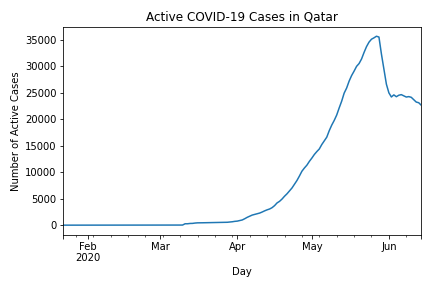 Active COVID-19 Cases in Qatar
Number of Active Cases
35000
30000
25000
20000
15000
10000
5000
0
Feb
2020
Mar
Apr
May
Jun
Day